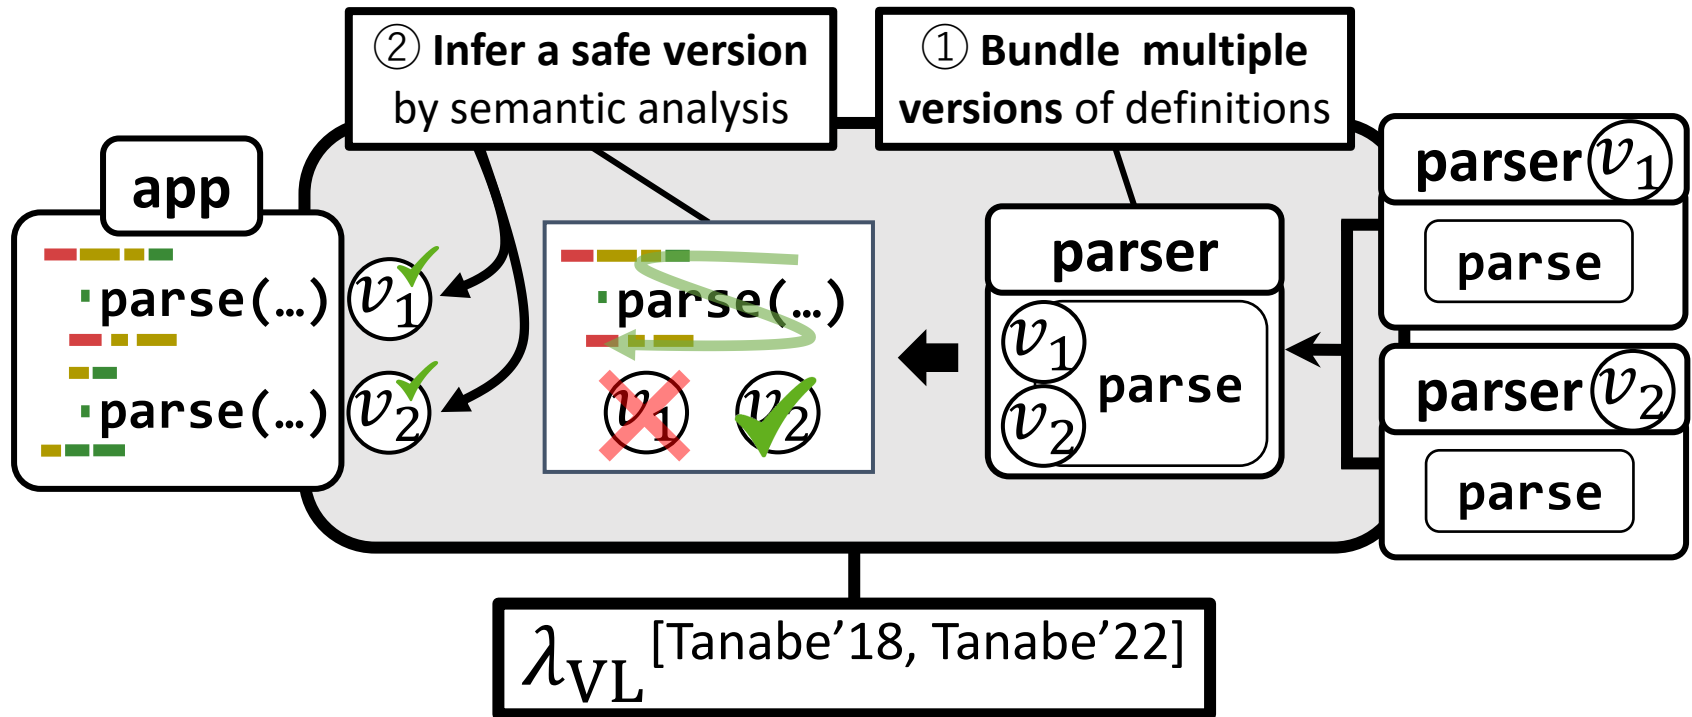 ② Infer a safe version
by semantic analysis
① Bundle multiple
versions of definitions
app
parse(…) v1
parse(…) v2
parse(…)
v1 v2
parser
v1
v2
parse
parser v1
parse
parser v2
parse
λVL [Tanabe’18, Tanabe’22]